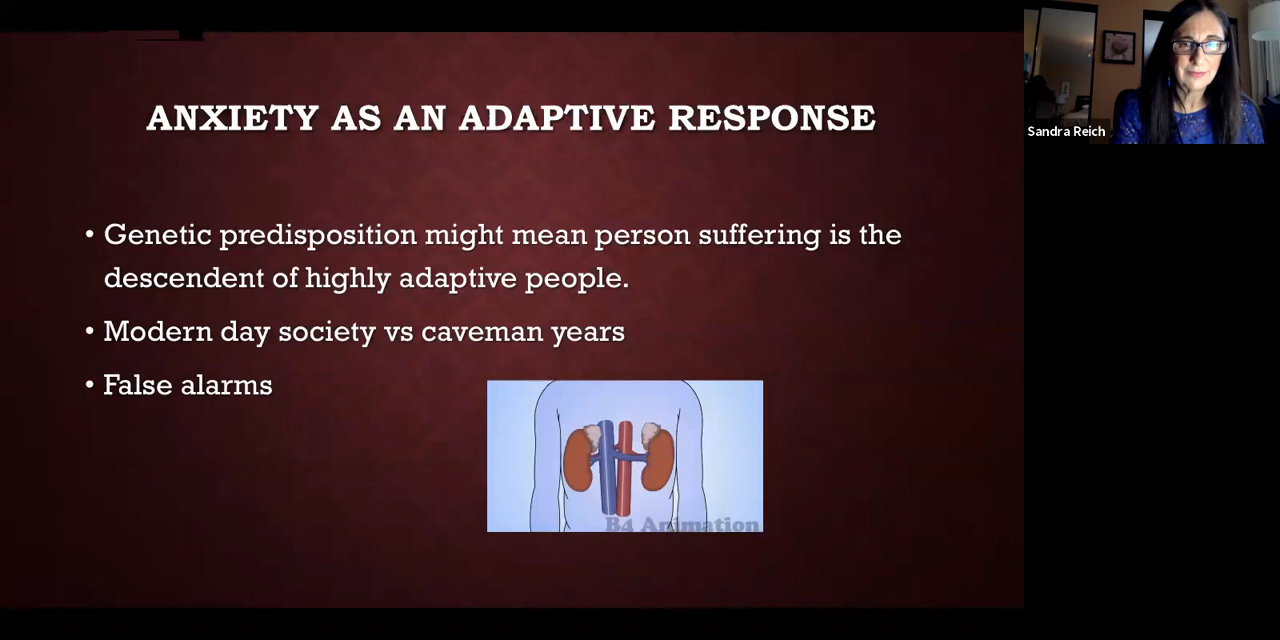 ANXIETY AS AN ADAPTIVE RESPONSE
• Genetic predisposition might mean person suffering is the
descendent of highly adaptive people.
• Modern day society vs caveman years
• False alarms
B4 Animation
Sandra Reich